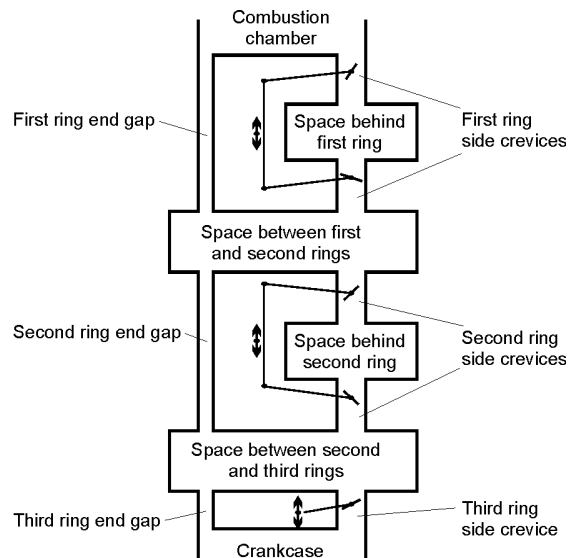 Combustion
chamber
First ring end gap
Space behind
first ring
First ring
side crevices
Space between first
and second rings
Second ring end gap
Space behind
second ring
Second ring
side crevices
Space between second
and third rings
Third ring end gap
Third ring
side crevice
Crankcase